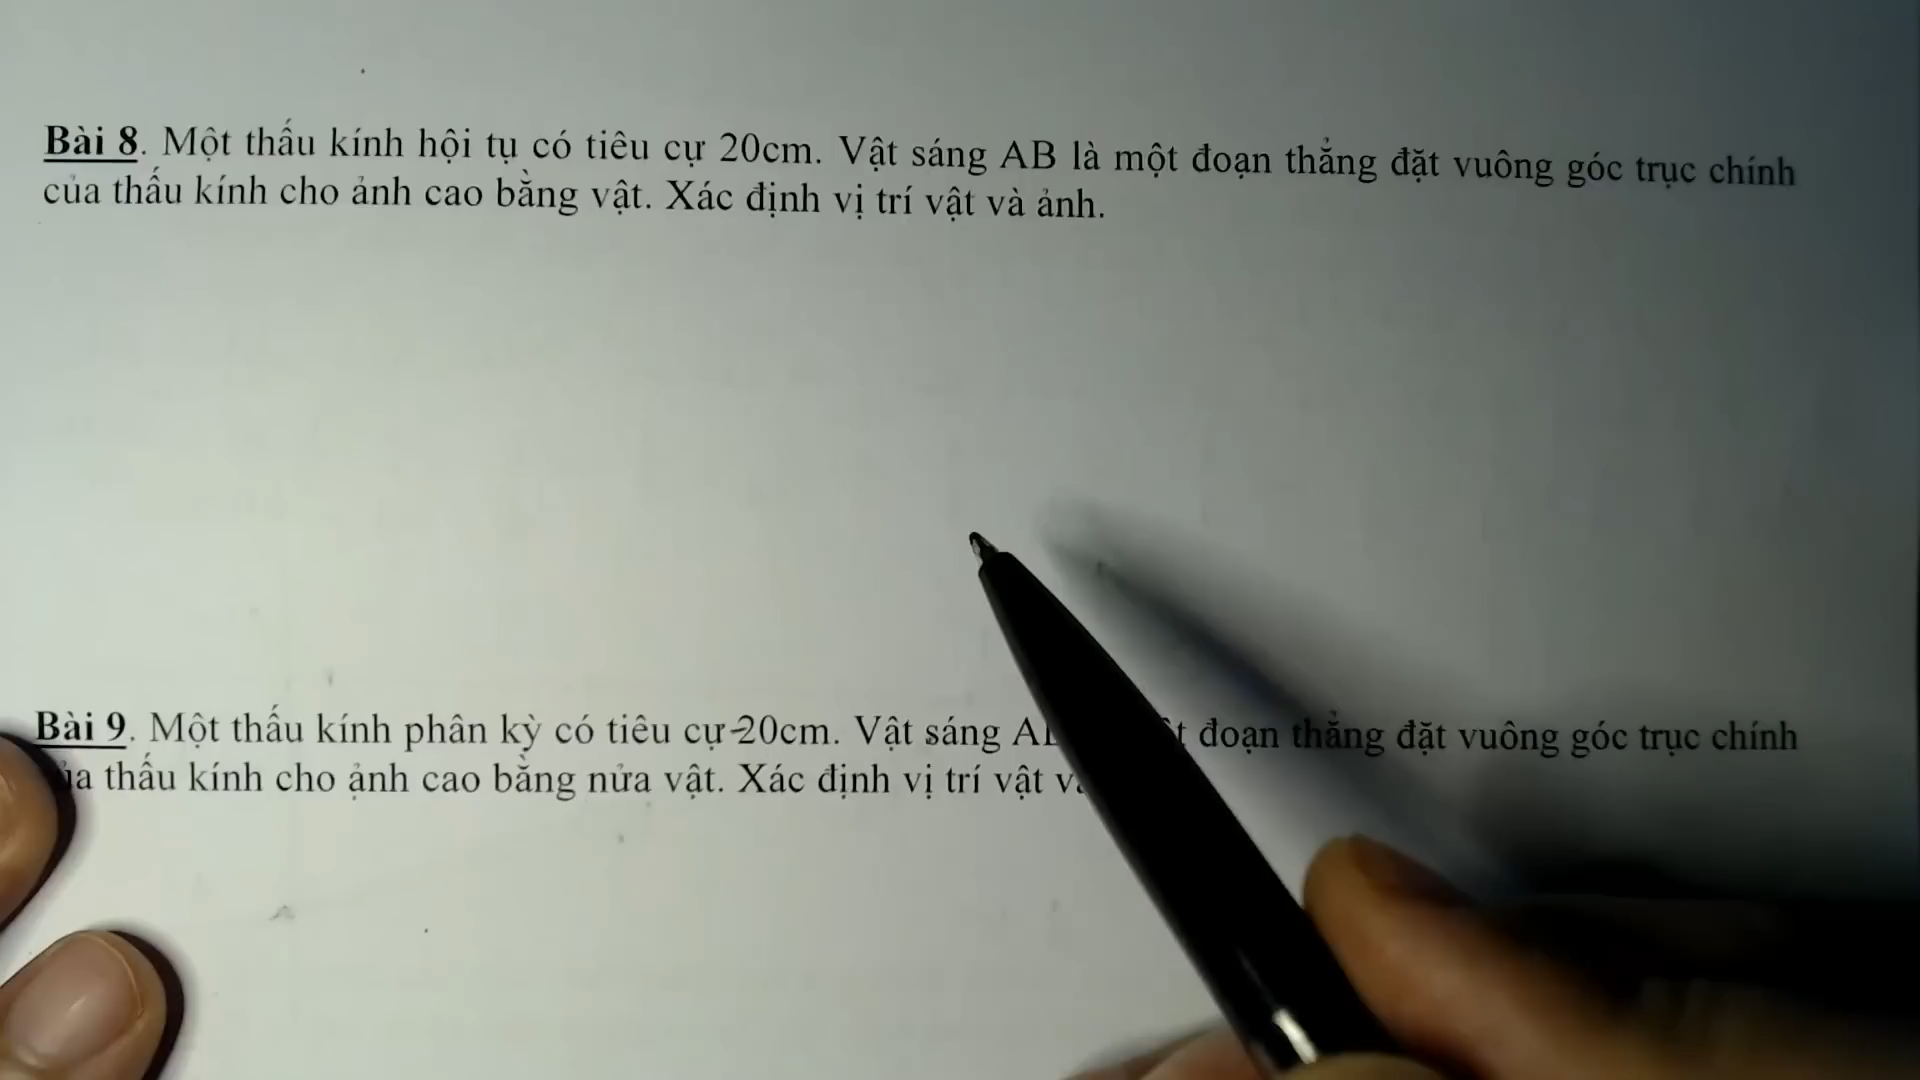 Bài 8. Một thấu kính hội tụ có tiêu cự 20cm. Vật sáng AB là một đoạn thẳng đặt vuông góc trục chính
của thấu kính cho ảnh cao bằng vật. Xác định vị trí vật và ảnh.
Bài 9. Một thấu kính phân kỳ có tiêu cự -20cm. Vật sáng đoạn thẳng đặt vuông góc trục chính
thấu kính cho ảnh cao bằng nửa vật. Xác định vị trí vật